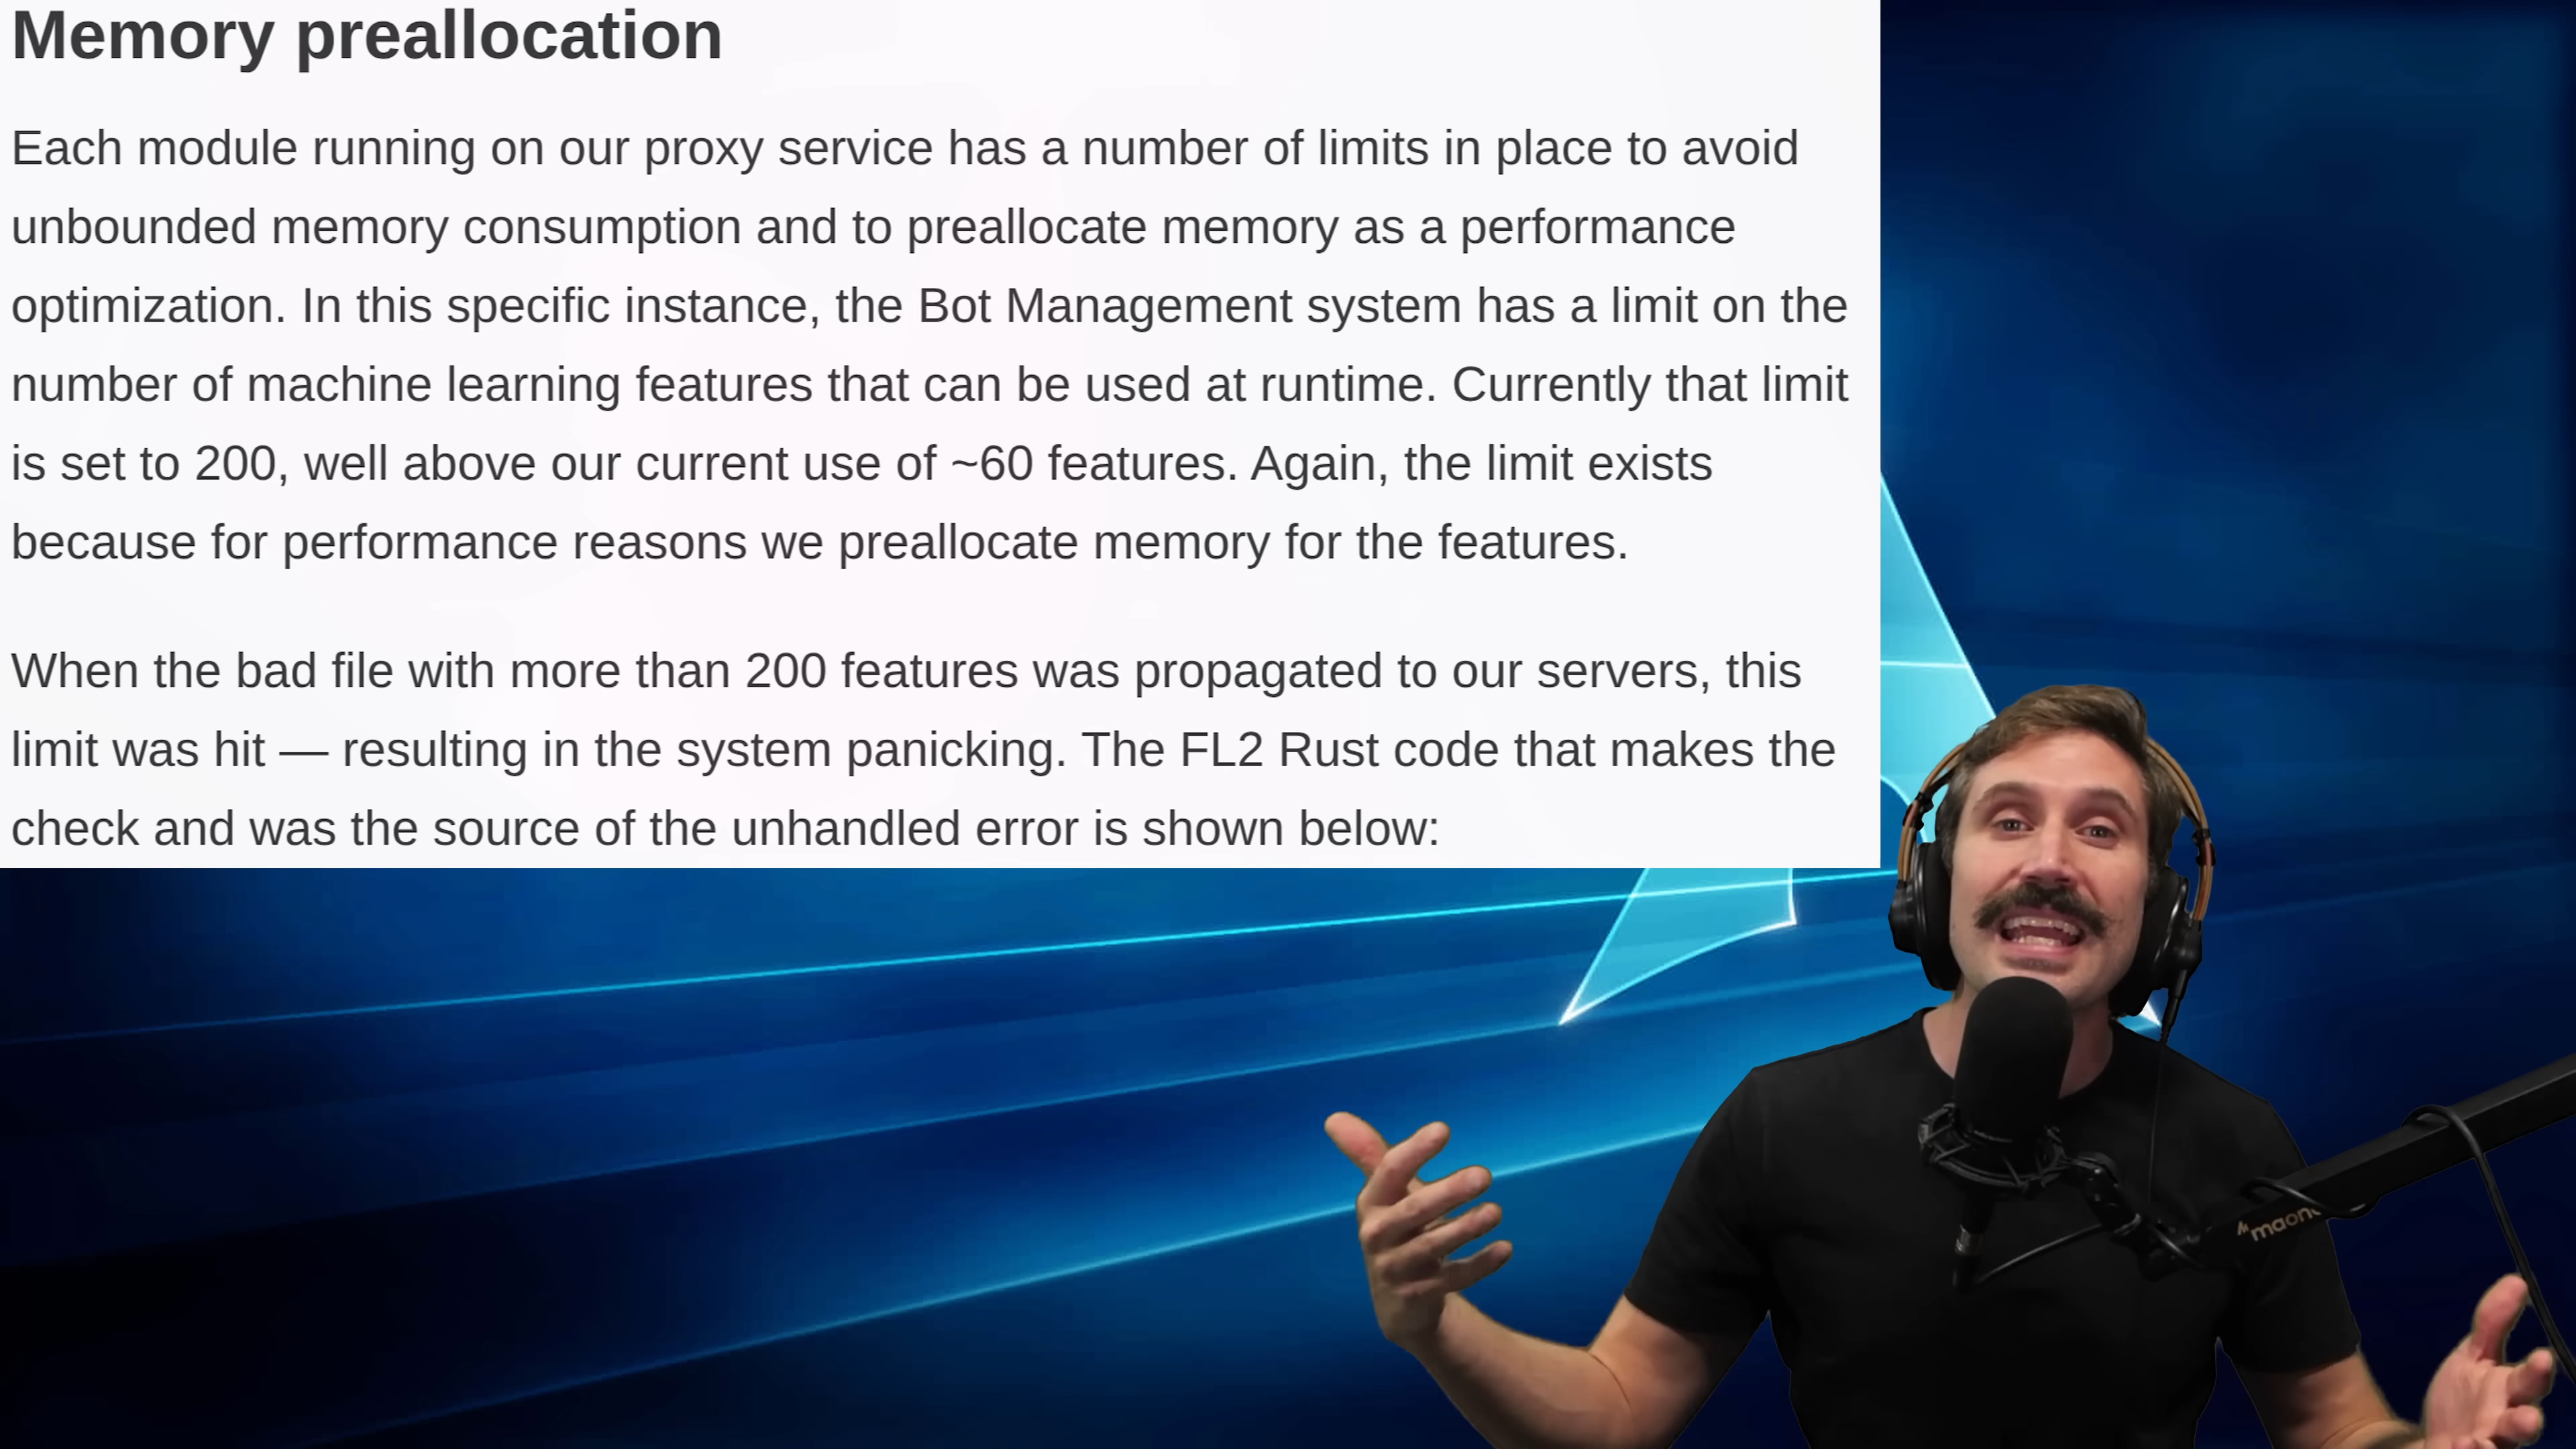 Memory preallocation
Each module running on our proxy service has a number of limits in place to avoid
unbounded memory consumption and to preallocate memory as a performance
optimization. In this specific instance, the Bot Management system has a limit on the
number of machine learning features that can be used at runtime. Currently that limit
is set to 200, well above our current use of ~60 features. Again, the limit exists
because for performance reasons we preallocate memory for the features.
When the bad file with more than 200 features was propagated to our servers, this
limit was hit — resulting in the system panicking. The FL2 Rust code that makes the
check and was the source of the unhandled error is shown below: